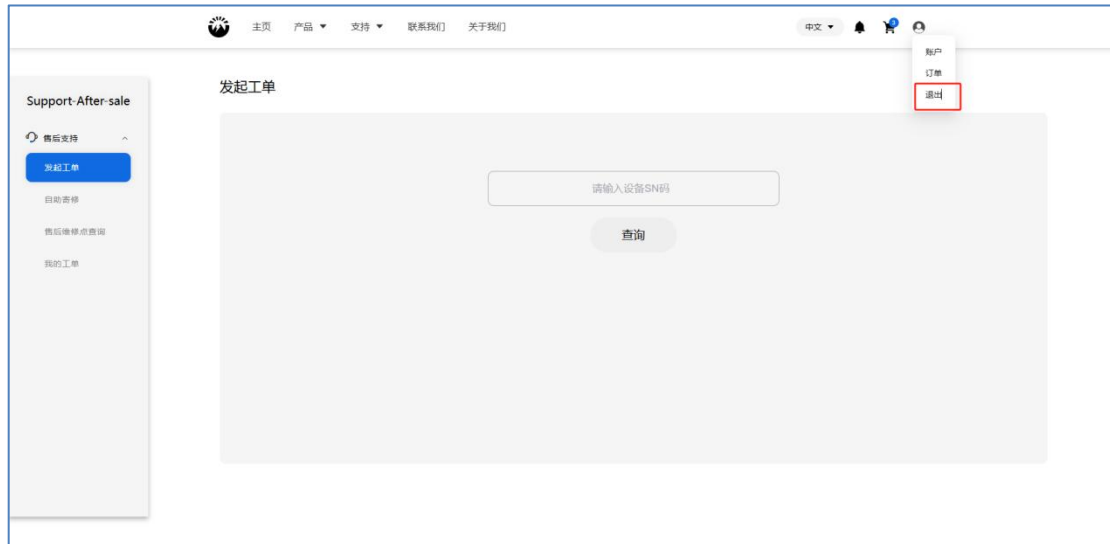 主页 产品 支持 联系我们 关于我们 中文 3
账户
订单
退出
发起工单
Support-After-sale
售后支持
发起工单
自助寄修
售后维修点查询
我的工单
请输入设备SN码
查询